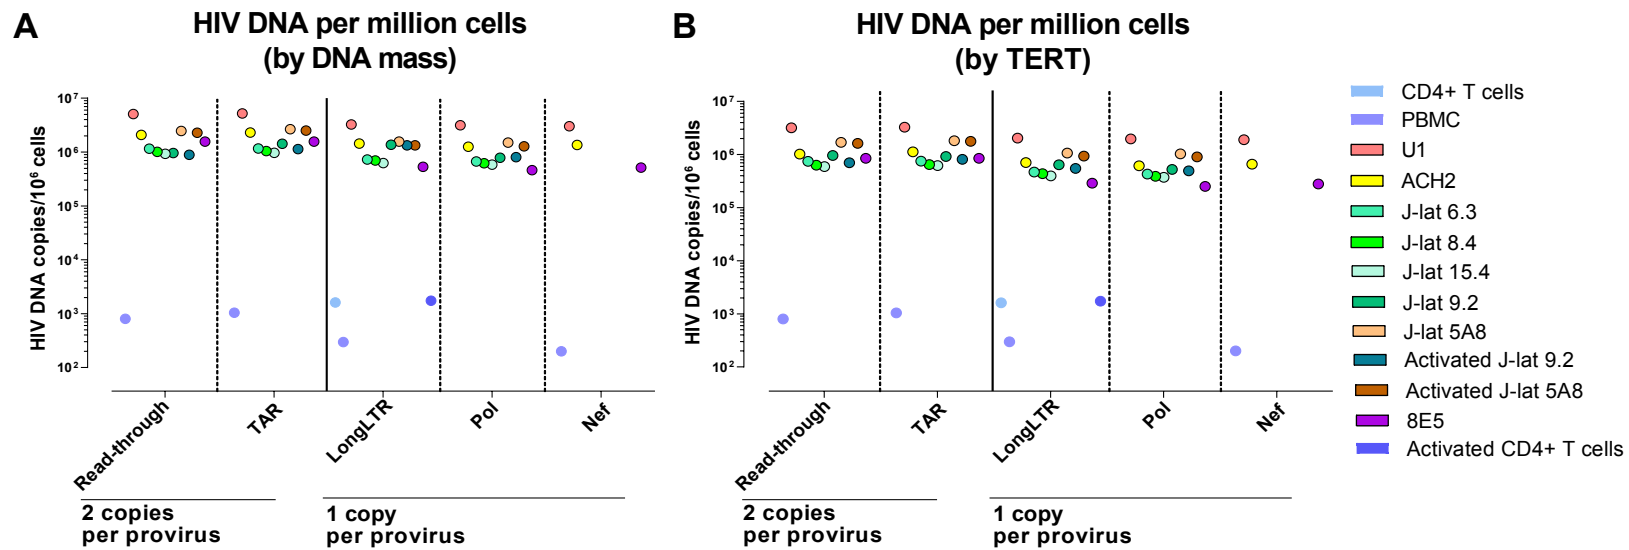 A
HIV DNA per million cells
(by DNA mass)
HIV DNA copies/10⁶ cells
10⁷
10⁶
10⁵
10⁴
10³
10²
Read-through
TAR
LongLTR
Pol
Nef
2 copies
per provirus
1 copy
per provirus
B
HIV DNA per million cells
(by TERT)
HIV DNA copies/10⁶ cells
10⁷
10⁶
10⁵
10⁴
10³
10²
Read-through
TAR
LongLTR
Pol
Nef
2 copies
per provirus
1 copy
per provirus
CD4+ T cells
PBMC
U1
ACH2
J-lat 6.3
J-lat 8.4
J-lat 15.4
J-lat 9.2
J-lat 5A8
Activated J-lat 9.2
Activated J-lat 5A8
8E5
Activated CD4+ T cells